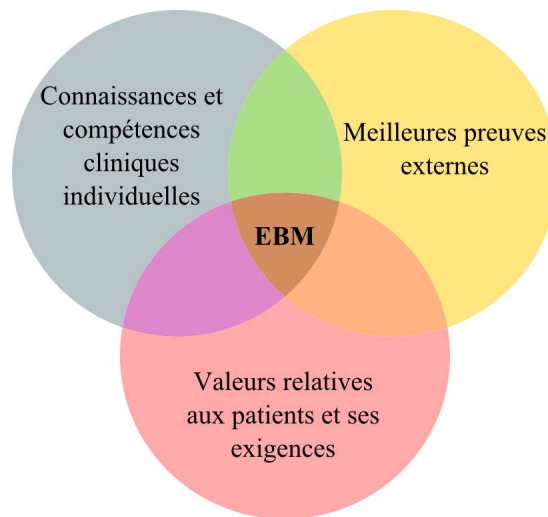 Connaissances et
compétences
cliniques
individuelles
Meilleures preuves
externes
EBM
Valeurs relatives
aux patients et ses
exigences